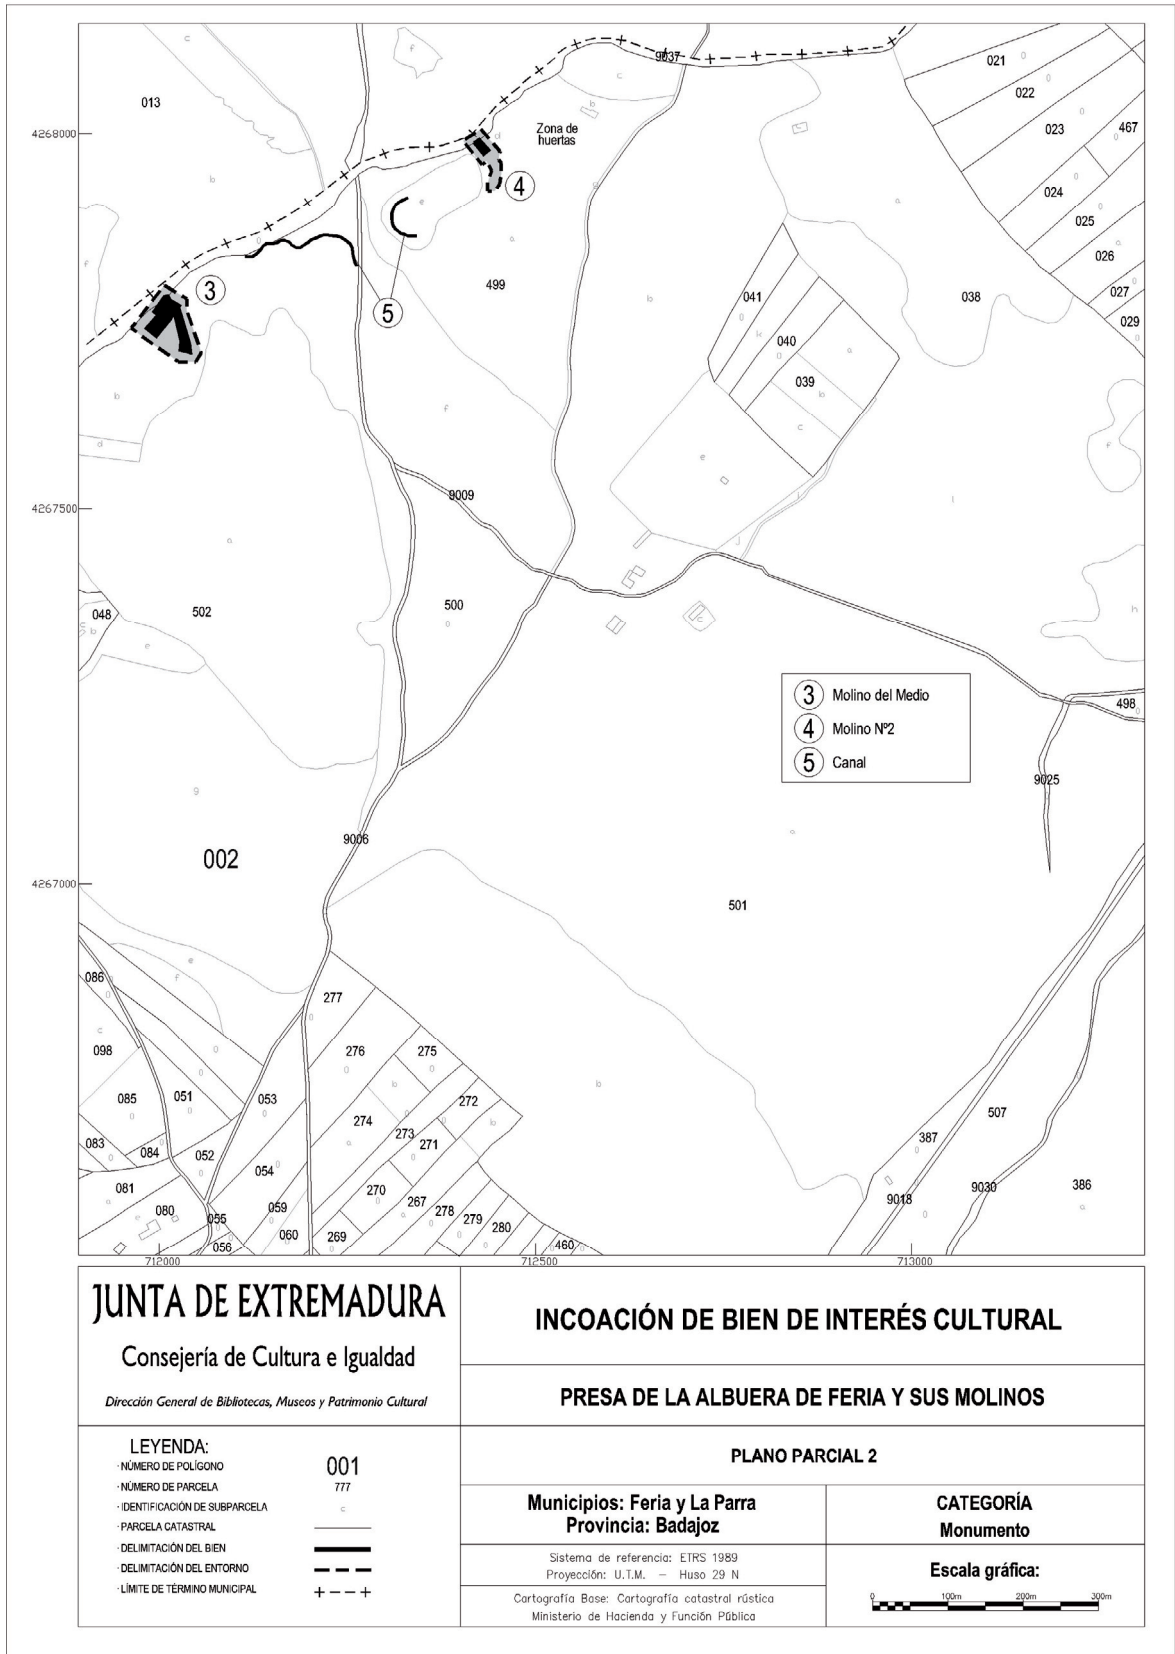 c
f
9037
021
013
c
022
b
4268000
Zona de
huertas
d
c
023
467
b
4
g
e
a
024
025
a
a
026
f
3
499
b
041
038
027
5
k
029
040
a
039
b
b
c
f
d
e
f
9009
4267500
l
a
j
502
500
048
c
b
h
e
c
3 Molino del Medio
4 Molino Nº2
5 Canal
498
9025
g
9006
002
4267000
501
e
f
086
277
c
098
276
275
b
b
085
051
053
272
507
274
273
b
387
083
084
052
a
271
054
270
9018
9030
386
081
080
059
267
278
a
055
279
280
060
269
056
460
712000
712500
713000
JUNTA DE EXTREMADURA
Consejería de Cultura e Igualdad
Dirección General de Bibliotecas, Museos y Patrimonio Cultural
INCOACIÓN DE BIEN DE INTERÉS CULTURAL
PRESA DE LA ALBUERA DE FERIA Y SUS MOLINOS
PLANO PARCIAL 2
LEYENDA:
· NÚMERO DE POLÍGONO 001
· NÚMERO DE PARCELA 777
· IDENTIFICACIÓN DE SUBPARCELA c
· PARCELA CATASTRAL
· DELIMITACIÓN DEL BIEN
· DELIMITACIÓN DEL ENTORNO
· LÍMITE DE TÉRMINO MUNICIPAL
Municipios: Feria y La Parra
Provincia: Badajoz
Sistema de referencia: ETRS 1989
Proyección: U.T.M. – Huso 29 N
Cartografía Base: Cartografía catastral rústica
Ministerio de Hacienda y Función Pública
CATEGORÍA
Monumento
Escala gráfica:
0 100m 200m 300m